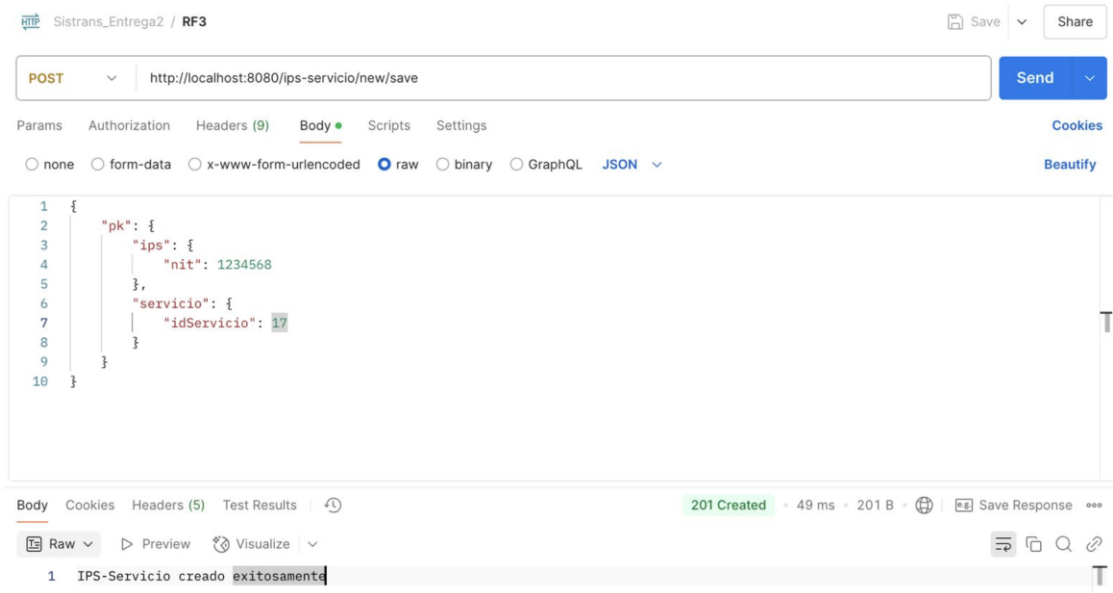 HTTP Sistrans_Entrega2 / RF3 Save Share
POST http://localhost:8080/ips-servicio/new/save Send
Params Authorization Headers (9) Body Scripts Settings Cookies
none form-data x-www-form-urlencoded raw binary GraphQL JSON Beautify
1 {
2 "pk": {
3 "ips": {
4 "nit": 1234568
5 },
6 "servicio": {
7 "idServicio": 17
8 }
9 }
10 }
Body Cookies Headers (5) Test Results 201 Created • 49 ms • 201 B • e.g. Save Response
Raw Preview Visualize
1 IPS-Servicio creado exitosamente